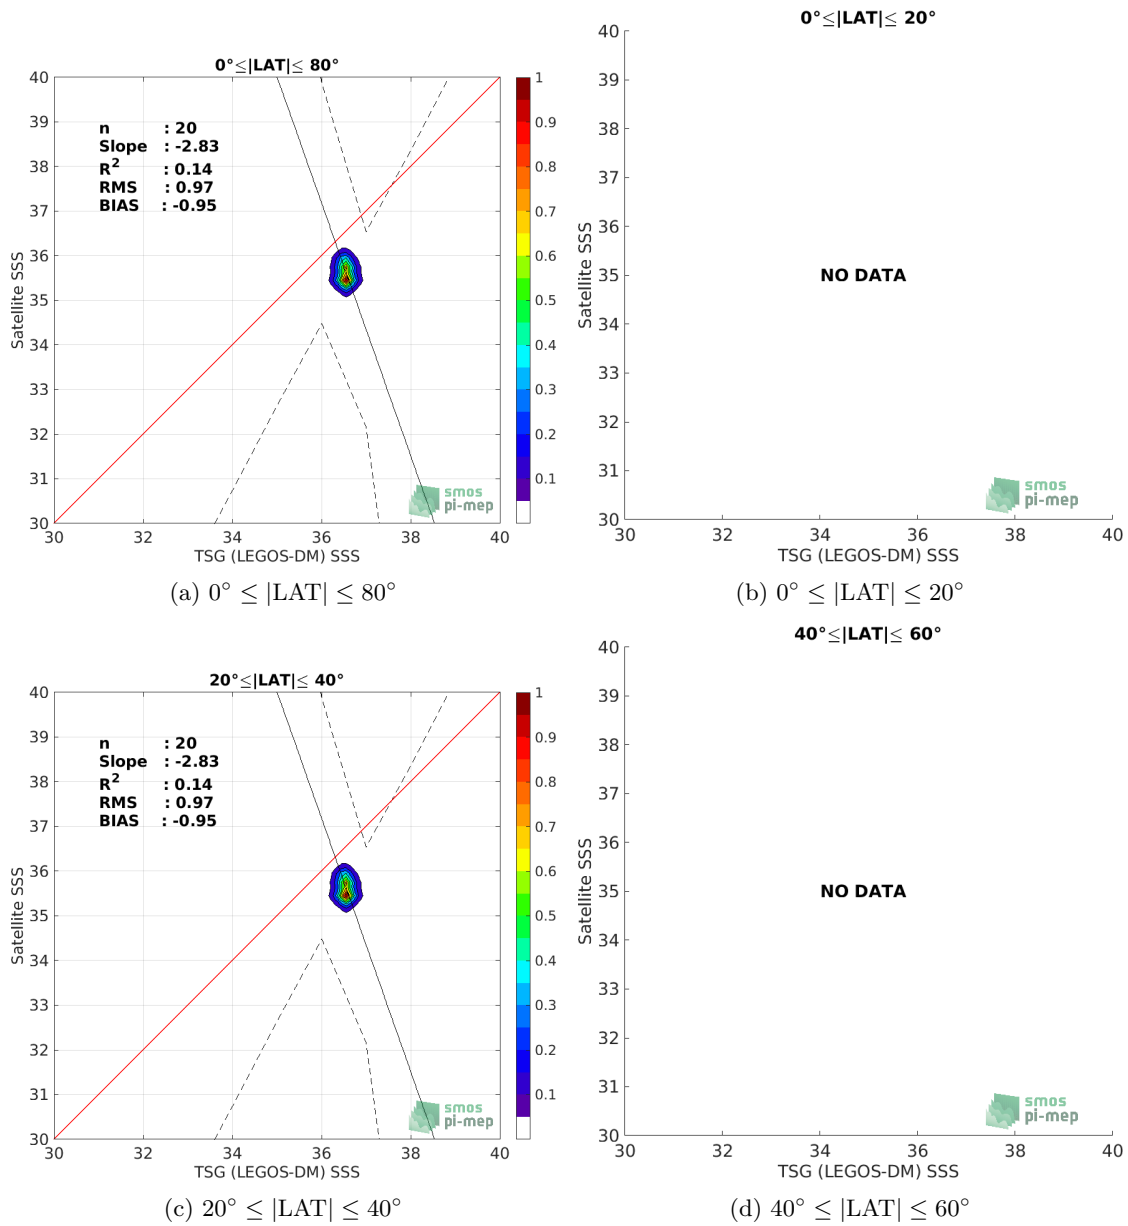 0°≤|LAT|≤ 80°
40
39
38
37
36
35
34
33
32
31
30
30
32
34
36
38
40
Satellite SSS
TSG (LEGOS-DM) SSS
n : 20
Slope : -2.83
R2 : 0.14
RMS : 0.97
BIAS : -0.95
1
0.9
0.8
0.7
0.6
0.5
0.4
0.3
0.2
0.1
smos
pi-mep
(a) 0° ≤ |LAT| ≤ 80°
0°≤|LAT|≤ 20°
40
39
38
37
36
35
34
33
32
31
30
30
32
34
36
38
40
Satellite SSS
TSG (LEGOS-DM) SSS
NO DATA
smos
pi-mep
(b) 0° ≤ |LAT| ≤ 20°
20°≤|LAT|≤ 40°
40
39
38
37
36
35
34
33
32
31
30
30
32
34
36
38
40
Satellite SSS
TSG (LEGOS-DM) SSS
n : 20
Slope : -2.83
R2 : 0.14
RMS : 0.97
BIAS : -0.95
1
0.9
0.8
0.7
0.6
0.5
0.4
0.3
0.2
0.1
smos
pi-mep
(c) 20° ≤ |LAT| ≤ 40°
40°≤|LAT|≤ 60°
40
39
38
37
36
35
34
33
32
31
30
30
32
34
36
38
40
Satellite SSS
TSG (LEGOS-DM) SSS
NO DATA
smos
pi-mep
(d) 40° ≤ |LAT| ≤ 60°